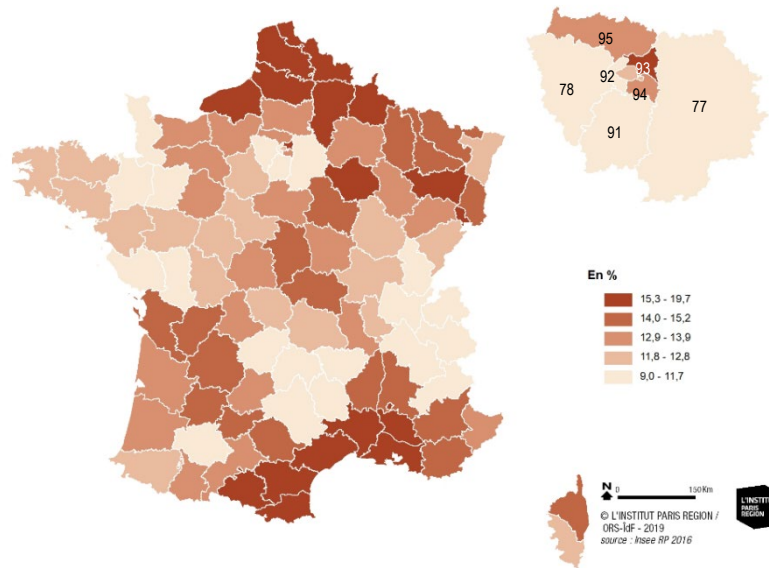 95
93
92
78
94
77
91
En %
15,3 - 19,7
14,0 - 15,2
12,9 - 13,9
11,8 - 12,8
9,0 - 11,7
N 0 150 Km
© L'INSTITUT PARIS REGION /
ORS-IdF - 2019
source : Insee RP 2016
L'INSTITUT
PARIS
REGION